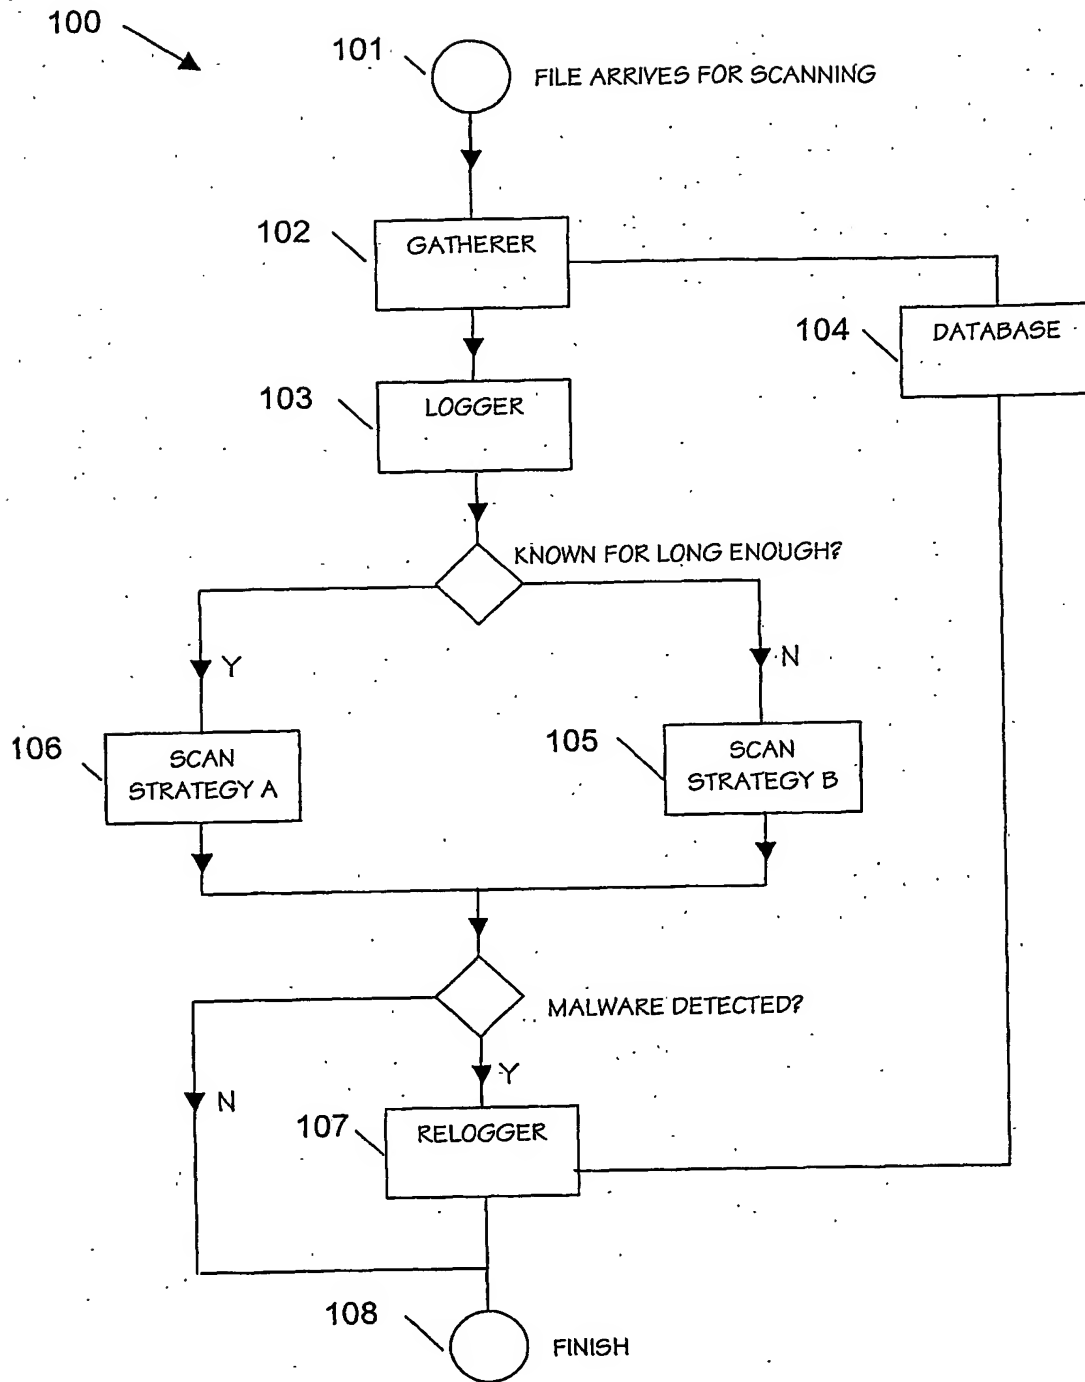 100
101
FILE ARRIVES FOR SCANNING
102
GATHERER
104
DATABASE
103
LOGGER
KNOWN FOR LONG ENOUGH?
Y
N
106
SCAN
STRATEGY A
105
SCAN
STRATEGY B
MALWARE DETECTED?
Y
N
107
RELOGGER
108
FINISH